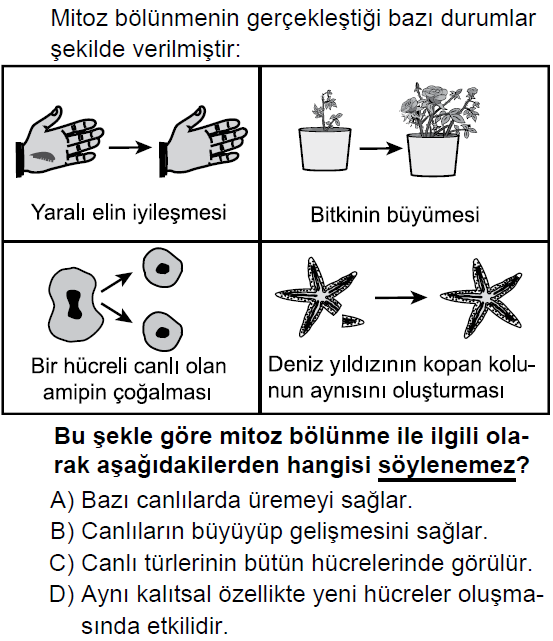 Mitoz bölünmenin gerçekleştiği bazı durumlar
şekilde verilmiştir:
Yaralı elin iyileşmesi
Bitkinin büyümesi
Bir hücreli canlı olan
amipin çoğalması
Deniz yıldızının kopan kolu-
nun aynısını oluşturması
Bu şekle göre mitoz bölünme ile ilgili ola-
rak aşağıdakilerden hangisi söylenemez?
A) Bazı canlılarda üremeyi sağlar.
B) Canlıların büyüyüp gelişmesini sağlar.
C) Canlı türlerinin bütün hücrelerinde görülür.
D) Aynı kalıtsal özellikte yeni hücreler oluşma-
sında etkilidir.